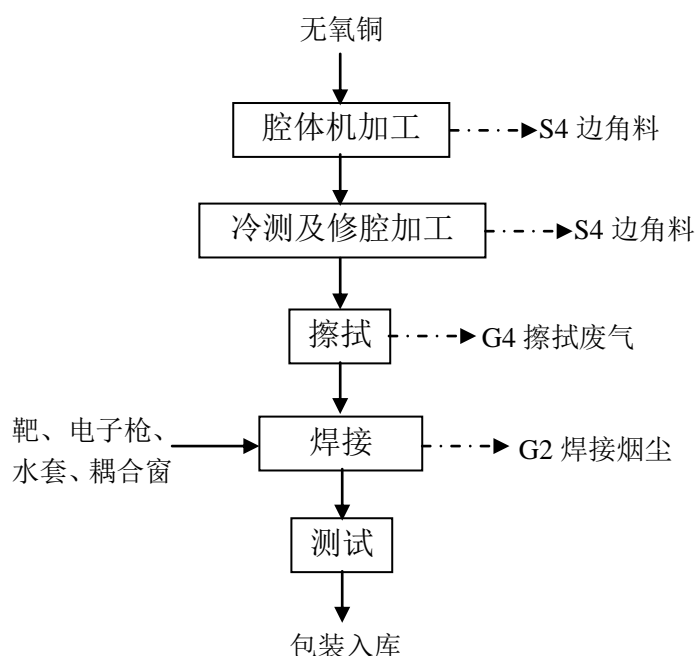 无氧铜
腔体机加工
S4 边角料
冷测及修腔加工
S4 边角料
擦拭
G4 擦拭废气
靶、电子枪、
水套、耦合窗
焊接
G2 焊接烟尘
测试
包装入库